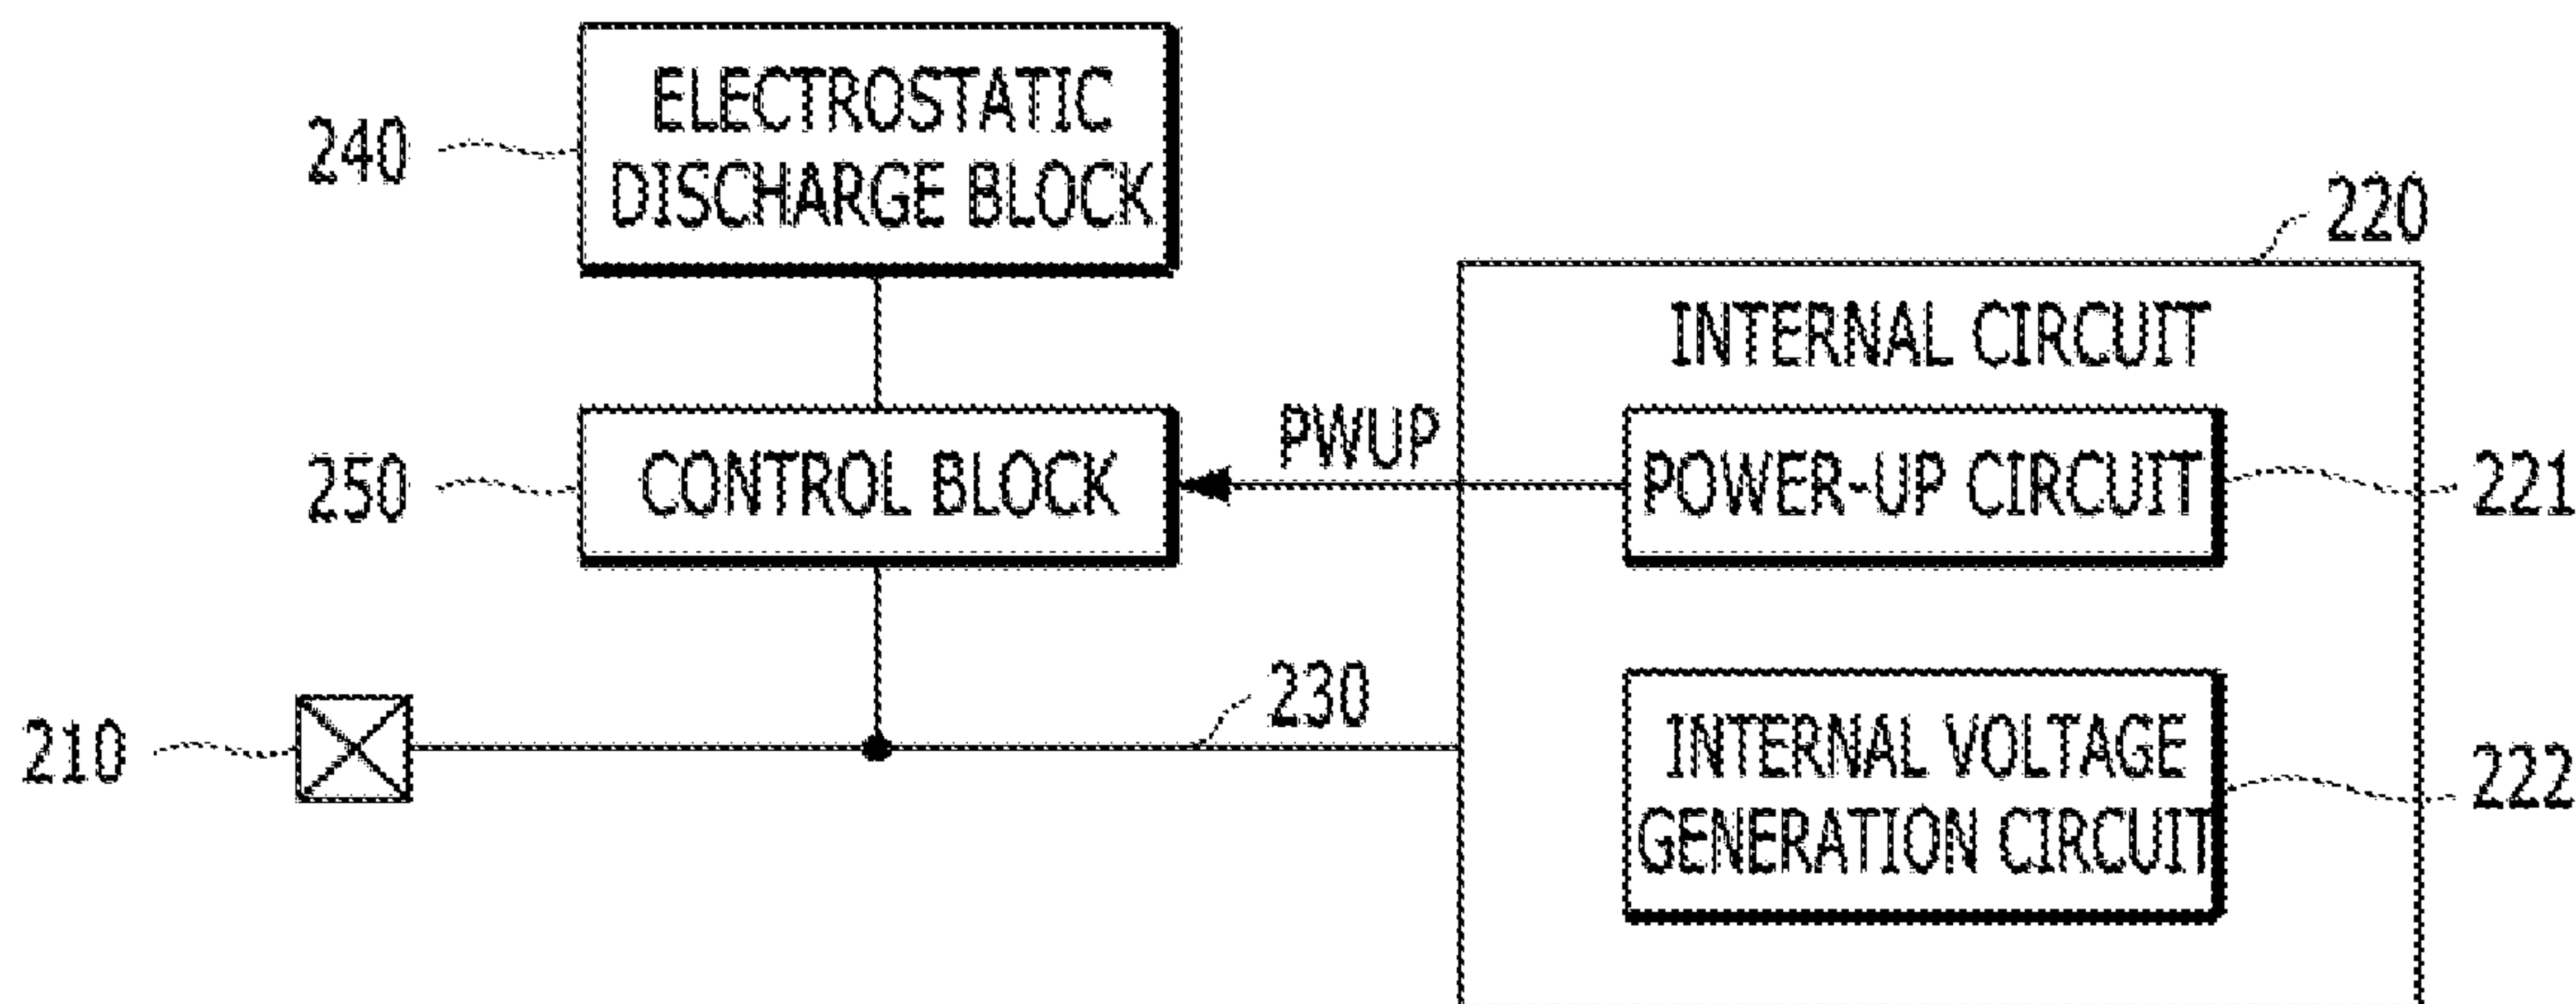 ELECTROSTATIC
DISCHARGE BLOCK
240
220
INTERNAL CIRCUIT
PWUP
250
CONTROL BLOCK
POWER-UP CIRCUIT
221
230
210
INTERNAL VOLTAGE
GENERATION CIRCUIT
222